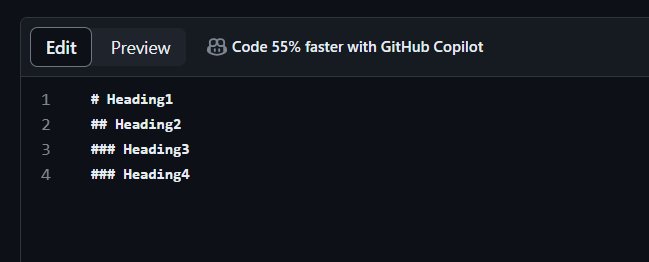 Edit Preview Code 55% faster with GitHub Copilot
1 # Heading1
2 ## Heading2
3 ### Heading3
4 ### Heading4